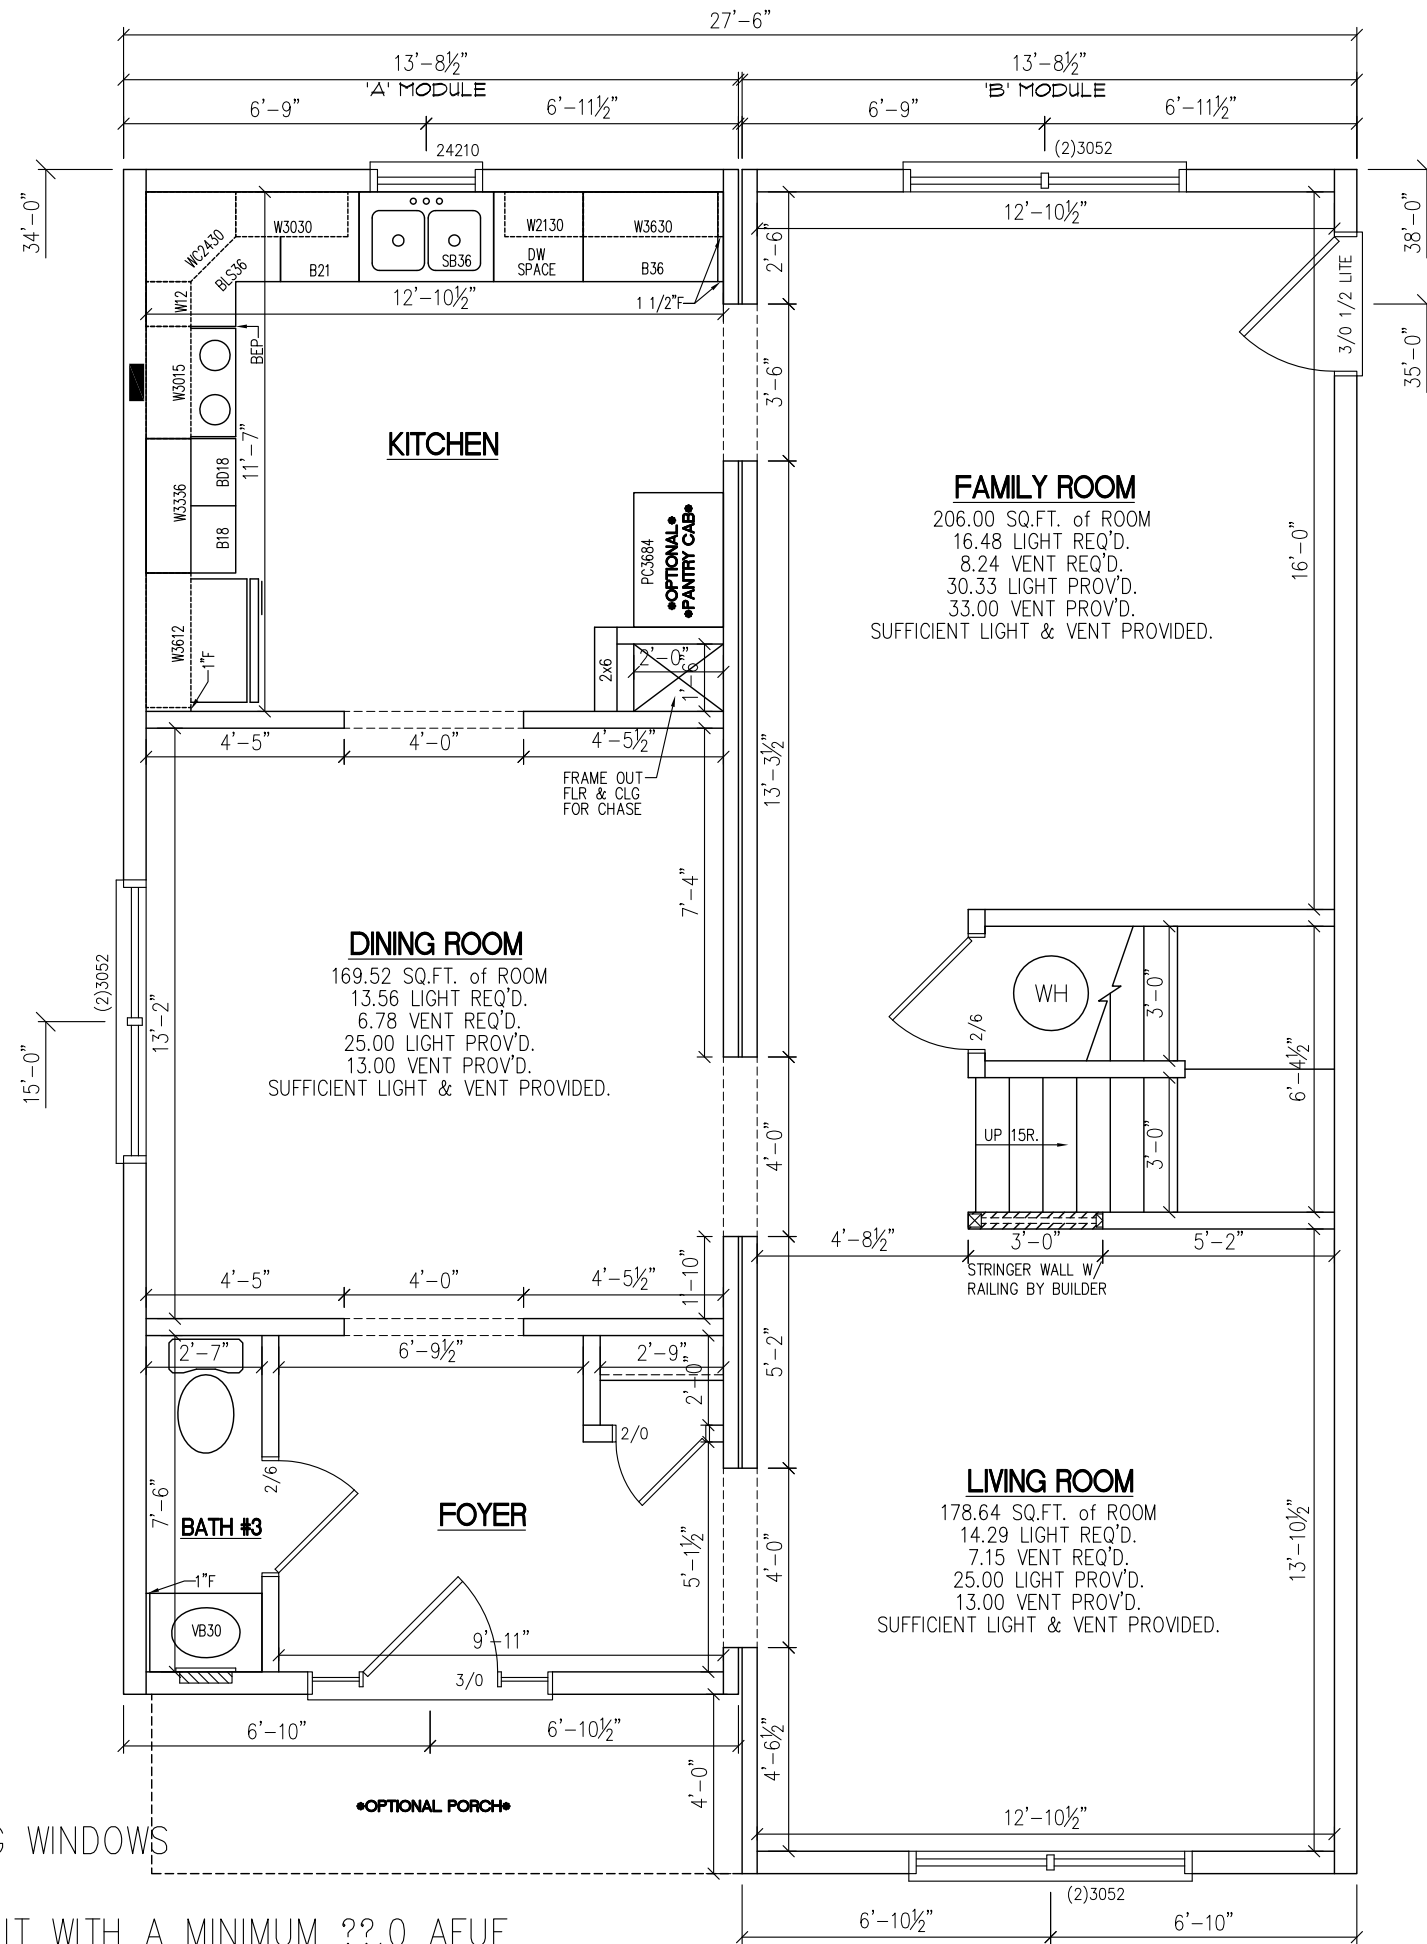 27'-6"
13'-8½"
13'-8½"
'A' MODULE
'B' MODULE
6'-9"
6'-11½"
6'-9"
6'-11½"
24210
(2)3052
34'-0"
38'-0"
12'-10½"
W3030
W2130
W3630
WC2430
BLS36
B21
SB36
DW
SPACE
B36
2'-6"
3/0 1/2 LITE
35'-0"
W12
12'-10½"
1 1/2"F
BEP
W3015
3'-6"
11'-7"
KITCHEN
BD18
W3336
B18
FAMILY ROOM
206.00 SQ.FT. of ROOM
16.48 LIGHT REQ'D.
8.24 VENT REQ'D.
30.33 LIGHT PROV'D.
33.00 VENT PROV'D.
SUFFICIENT LIGHT & VENT PROVIDED.
16'-0"
PC3684
*OPTIONAL*
*PANTRY CAB*
W3612
1"F
2x6
2'-0"
1'-6"
4'-5"
4'-0"
4'-5½"
FRAME OUT
FLR & CLG
FOR CHASE
13'-3½"
7'-4"
DINING ROOM
169.52 SQ.FT. of ROOM
13.56 LIGHT REQ'D.
6.78 VENT REQ'D.
25.00 LIGHT PROV'D.
13.00 VENT PROV'D.
SUFFICIENT LIGHT & VENT PROVIDED.
(2)3052
13'-2"
15'-0"
WH
2/6
3'-0"
6'-4½"
UP 15R.
3'-0"
4'-0"
4'-8½"
3'-0"
5'-2"
STRINGER WALL W/
RAILING BY BUILDER
4'-5"
4'-0"
4'-5½"
1'-10"
5'-2"
2'-7"
6'-9½"
2'-9"
2'-0"
2/0
2/6
7'-6"
BATH #3
FOYER
5'-1½"
4'-0"
LIVING ROOM
178.64 SQ.FT. of ROOM
14.29 LIGHT REQ'D.
7.15 VENT REQ'D.
25.00 LIGHT PROV'D.
13.00 VENT PROV'D.
SUFFICIENT LIGHT & VENT PROVIDED.
13'-10½"
1"F
VB30
9'-11"
3/0
6'-10"
6'-10½"
4'-6½"
4'-0"
*OPTIONAL PORCH*
12'-10½"
G WINDOWS
(2)3052
6'-10½"
6'-10"
IT WITH A MINIMUM ??.0 AFUE